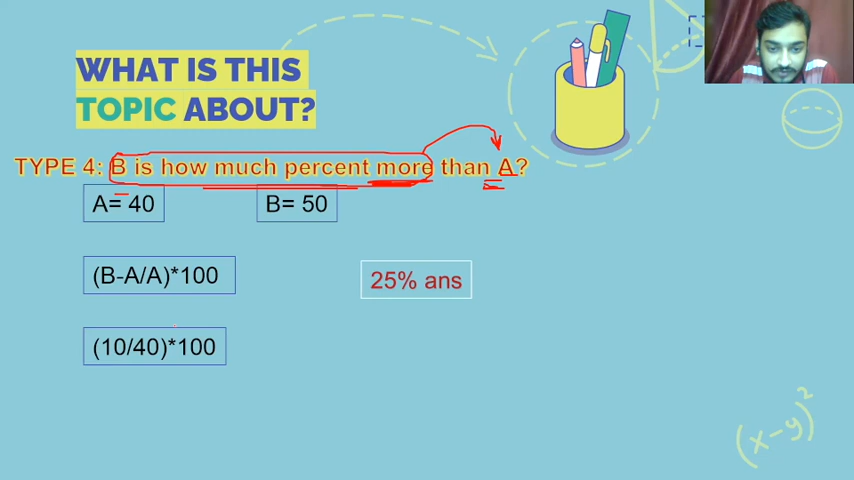 WHAT IS THIS
TOPIC ABOUT?
TYPE 4: B is how much percent more than A?
A= 40
B= 50
(B-A/A)*100
25% ans
(10/40)*100
(x-y)²